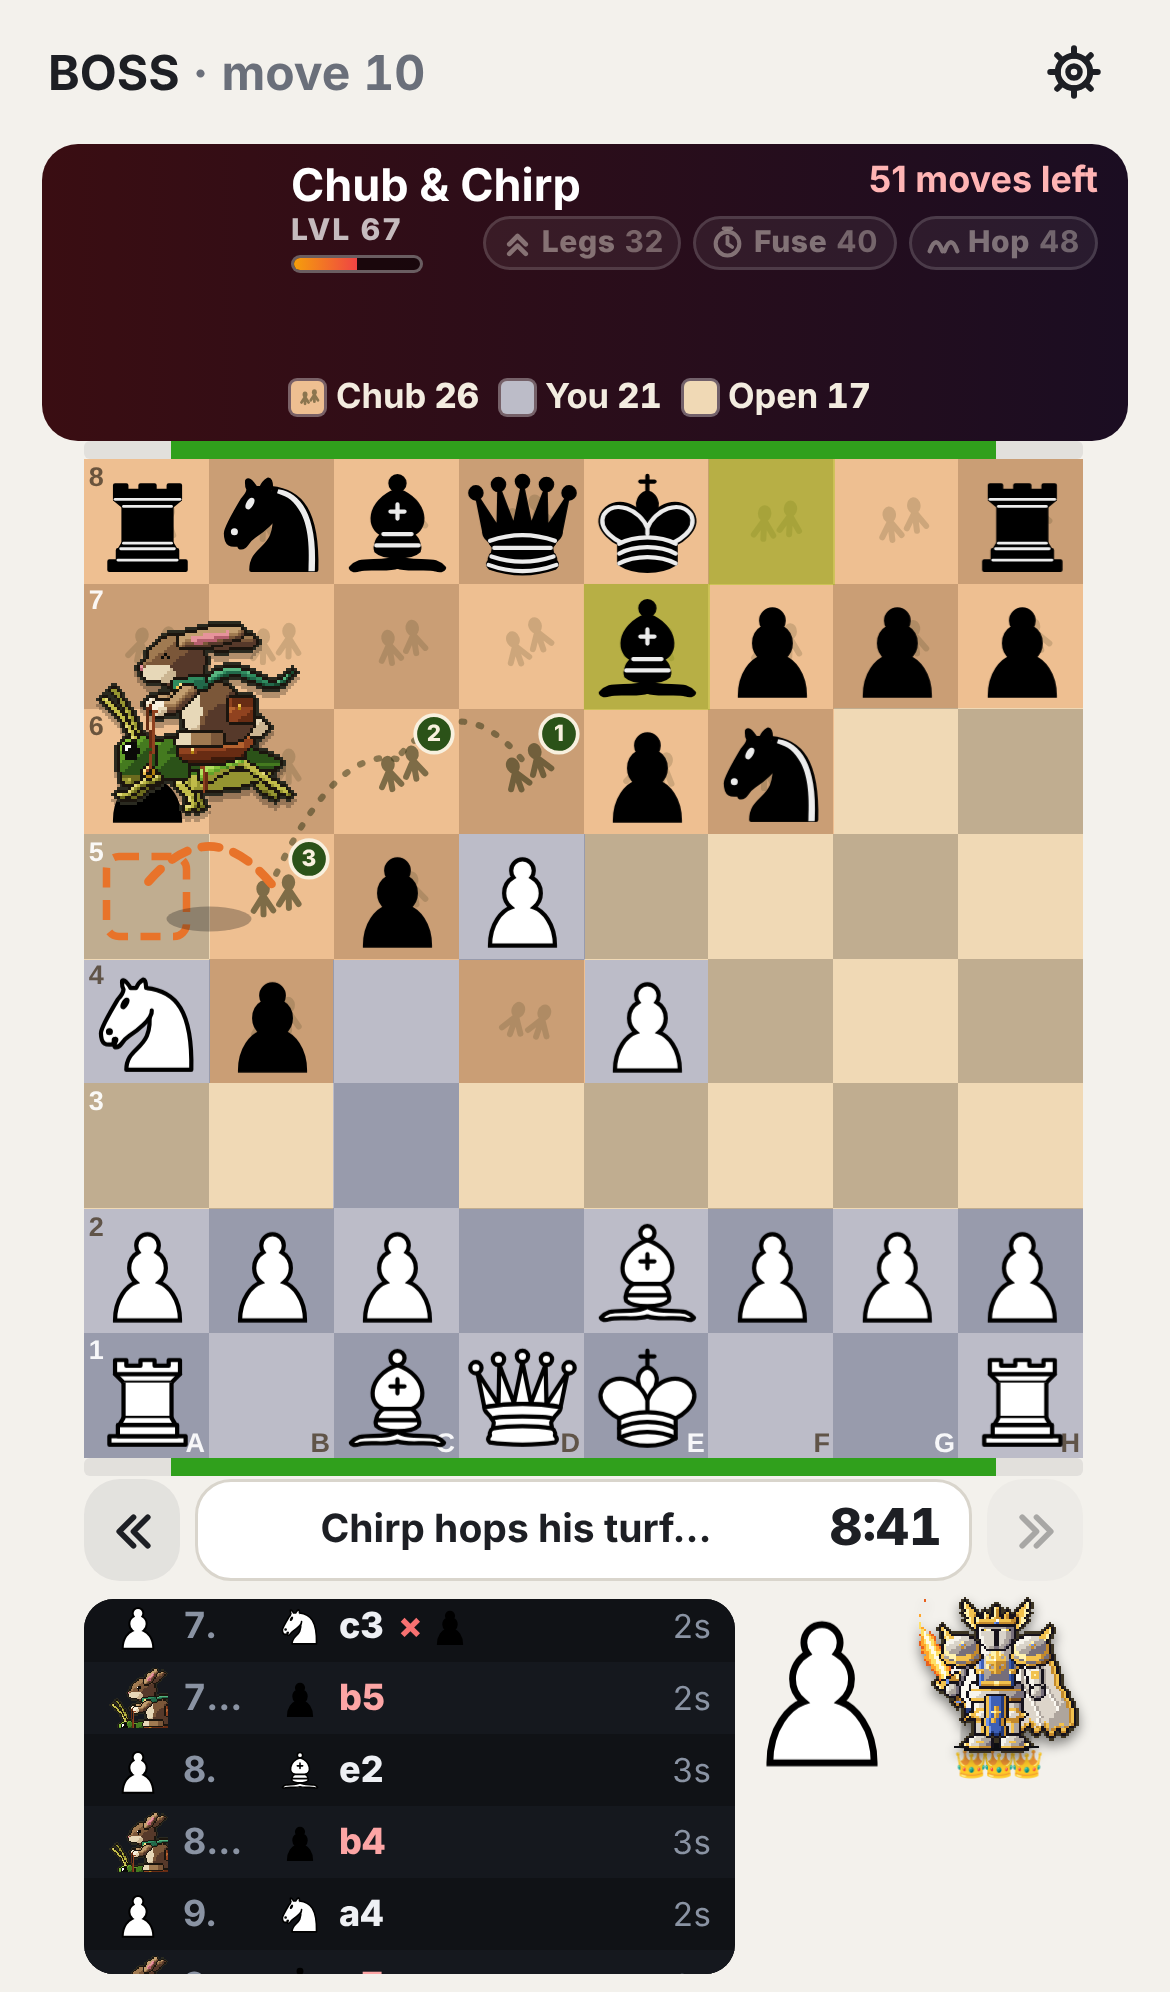 BOSS · move 10
Chub & Chirp
51 moves left
LVL 67
Legs 32
Fuse 40
Hop 48
Chub 26
You 21
Open 17
8
7
6
2
1
5
3
4
3
2
1
A B C D E F G H
Chirp hops his turf...
8:41
7. c3 × 2s
7... b5 2s
8. e2 3s
8... b4 3s
9. a4 2s